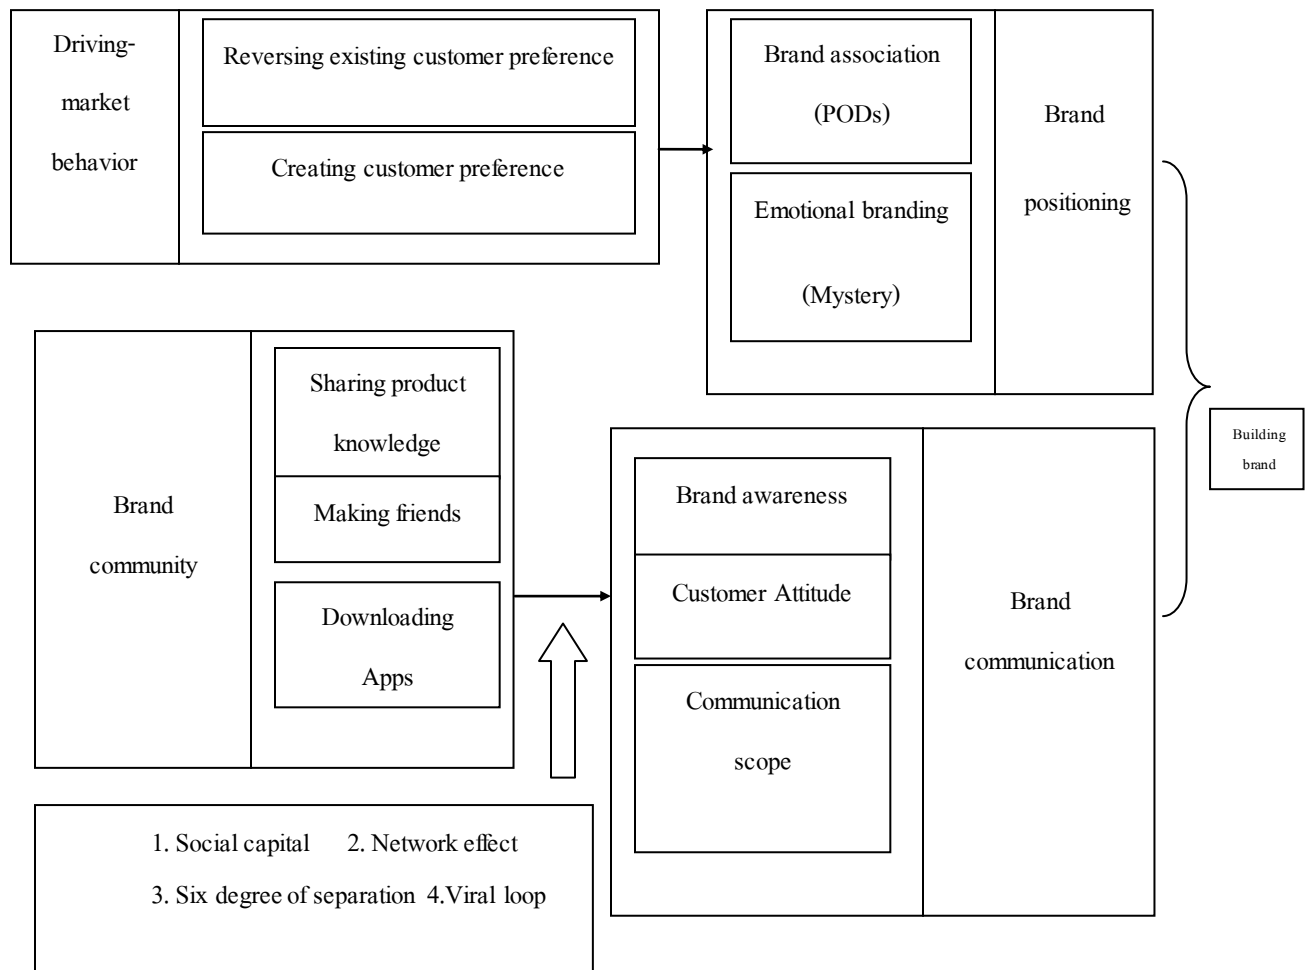 Driving-
market
behavior
Reversing existing customer preference
Creating customer preference
Brand association
(PODs)
Emotional branding
(Mystery)
Brand
positioning
Brand
community
Sharing product
knowledge
Making friends
Downloading
Apps
Brand awareness
Customer Attitude
Communication
scope
Brand
communication
Building
brand
1. Social capital 2. Network effect
3. Six degree of separation 4.Viral loop